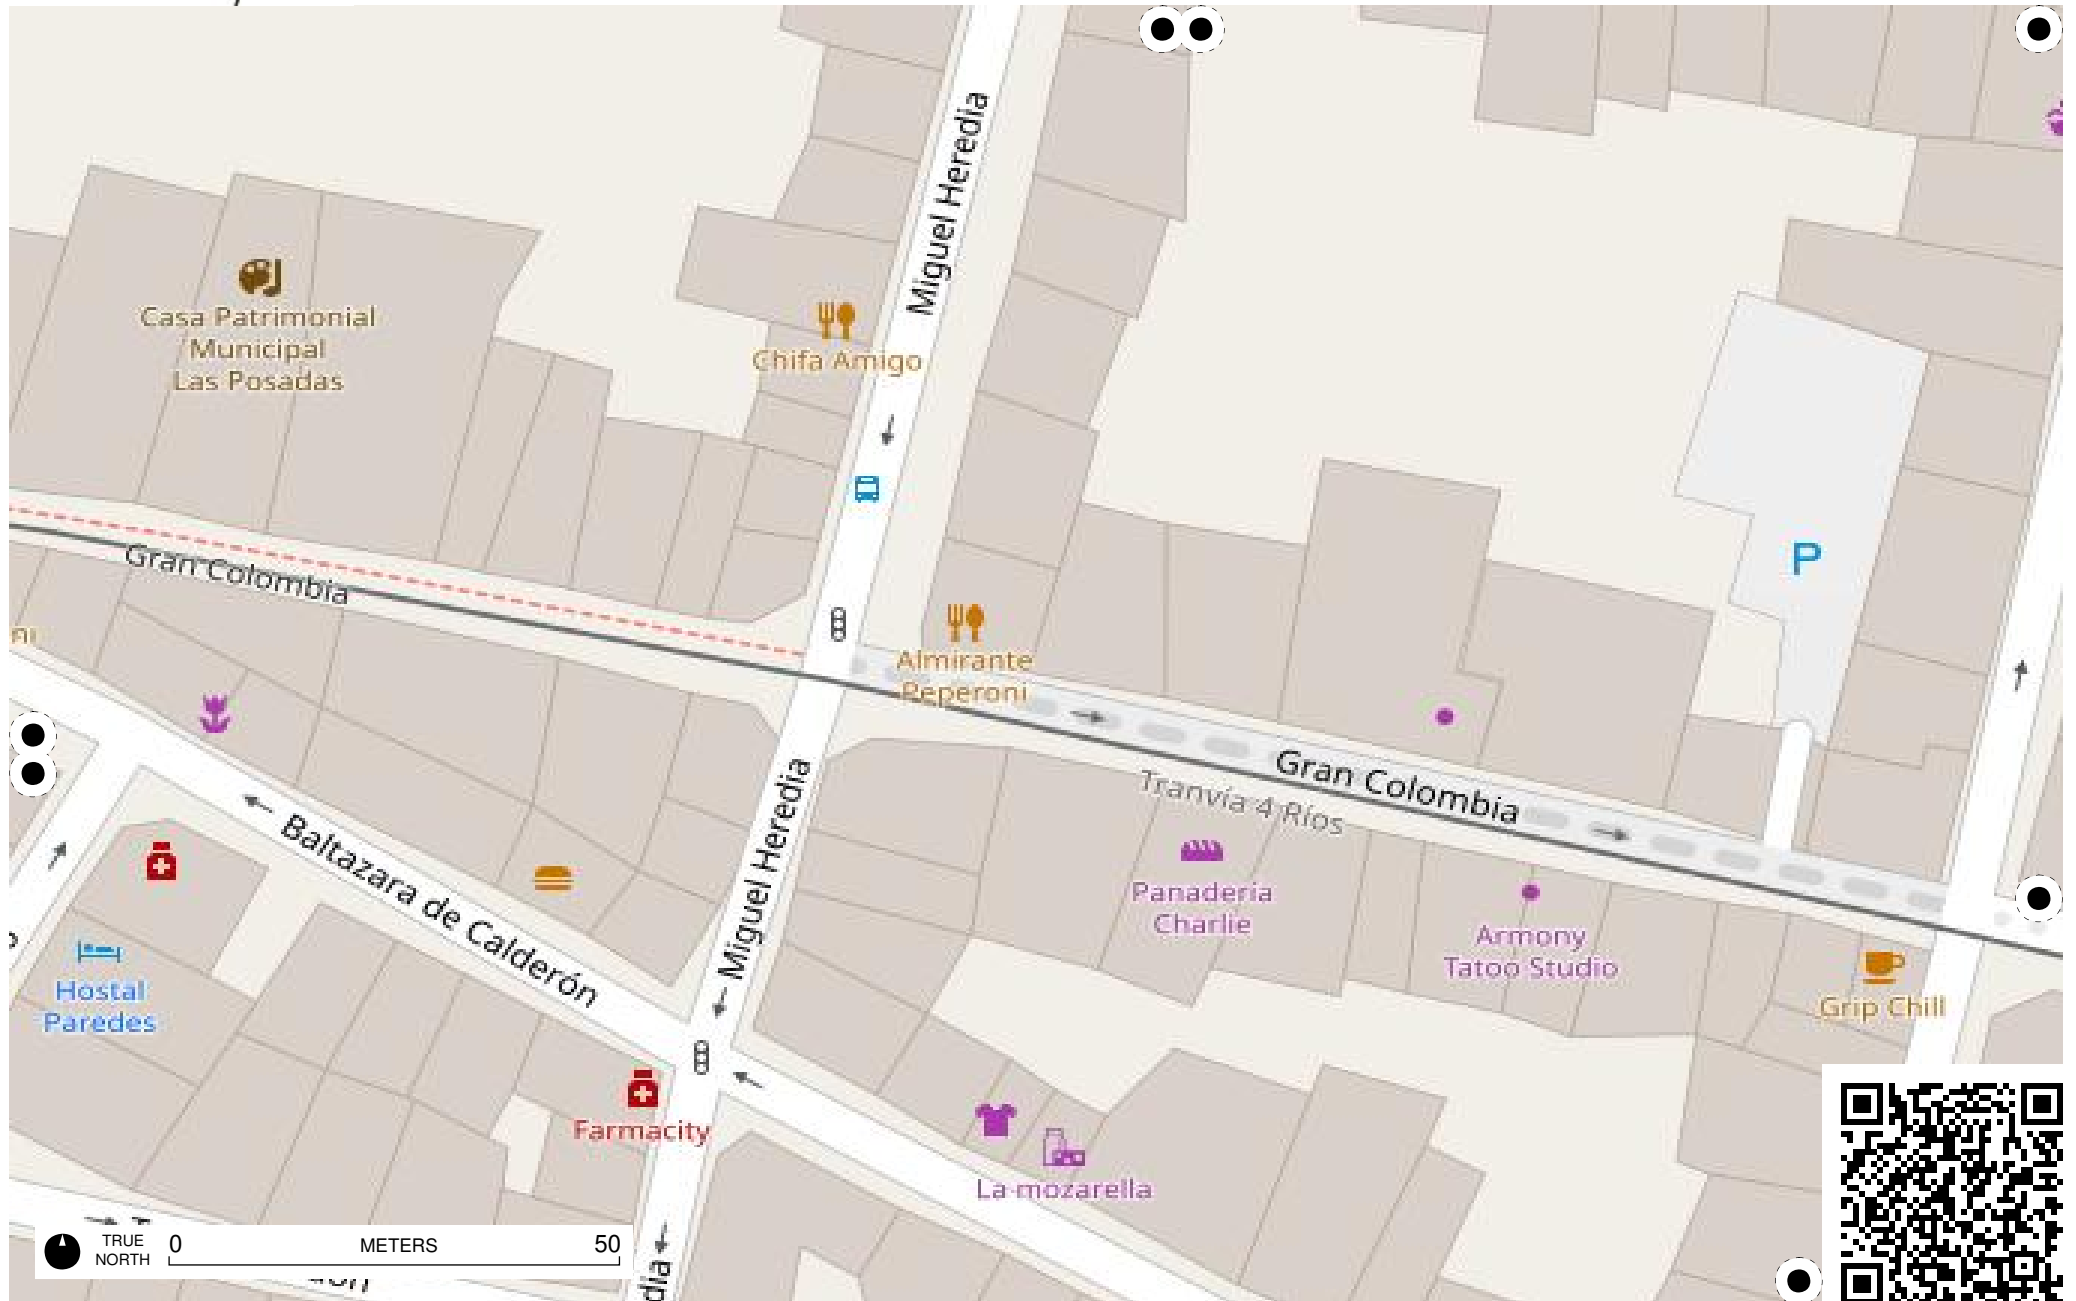 Miguel Heredia
Casa Patrimonial
Municipal
Las Posadas
Chifa Amigo
Gran Colombia
P
Almirante
Peperoni
Gran Colombia
Tranvía 4 Ríos
Miguel Heredia
Baltazara de Calderón
Panadería
Charlie
Armony
Tatoo Studio
Hostal
Paredes
Grip Chill
Farmacity
La mozarella
TRUE
NORTH
0 METERS 50